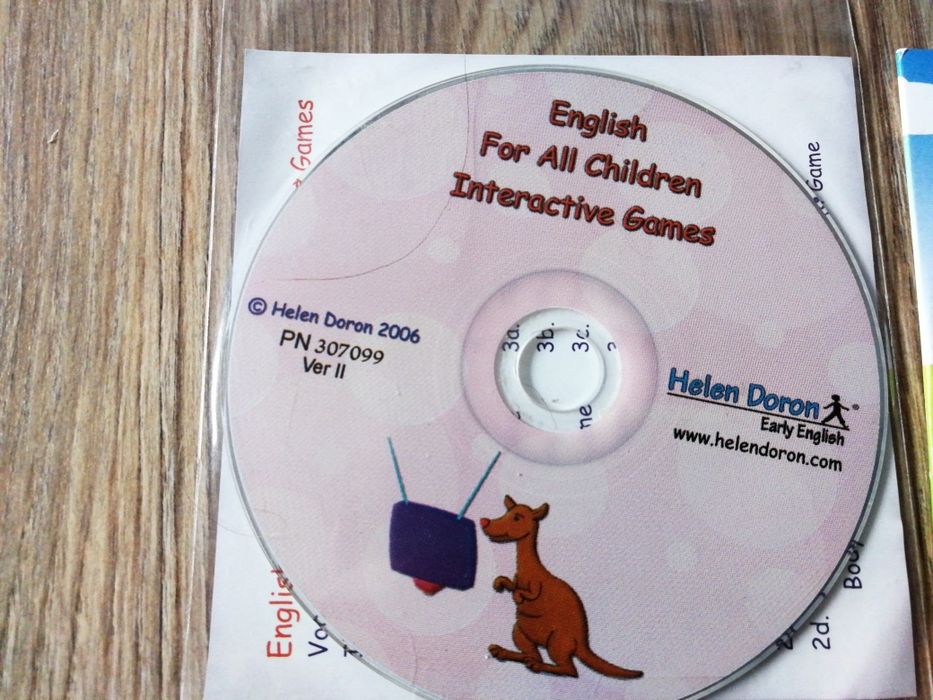 English
For All Children
Interactive Games
© Helen Doron 2006
PN 307099
Ver II
Helen Doron®
Early English
www.helendoron.com
Games
Game
3a.
3b.
3c.
English
2d.